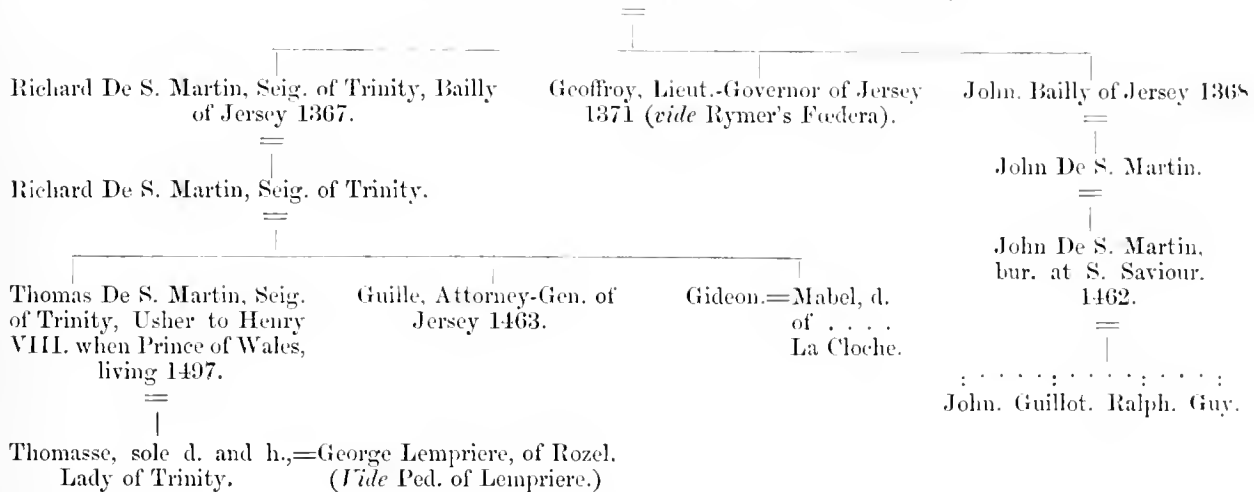 Richard De S. Martin, Seig. of Trinity, Bailly
of Jersey 1367.
Geoffroy, Lieut.-Governor of Jersey
1371 (vide Rymer's Fœdera).
John. Bailly of Jersey 1368
Richard De S. Martin, Seig. of Trinity.
John De S. Martin.
Thomas De S. Martin, Seig.
of Trinity, Usher to Henry
VIII. when Prince of Wales,
living 1497.
Guille, Attorney-Gen. of
Jersey 1463.
Gideon.=Mabel, d.
of . . . .
La Cloche.
John De S. Martin,
bur. at S. Saviour.
1462.
John. Guillot. Ralph. Guy.
Thomasse, sole d. and h.,=George Lempriere, of Rozel.
Lady of Trinity.
(Vide Ped. of Lempriere.)